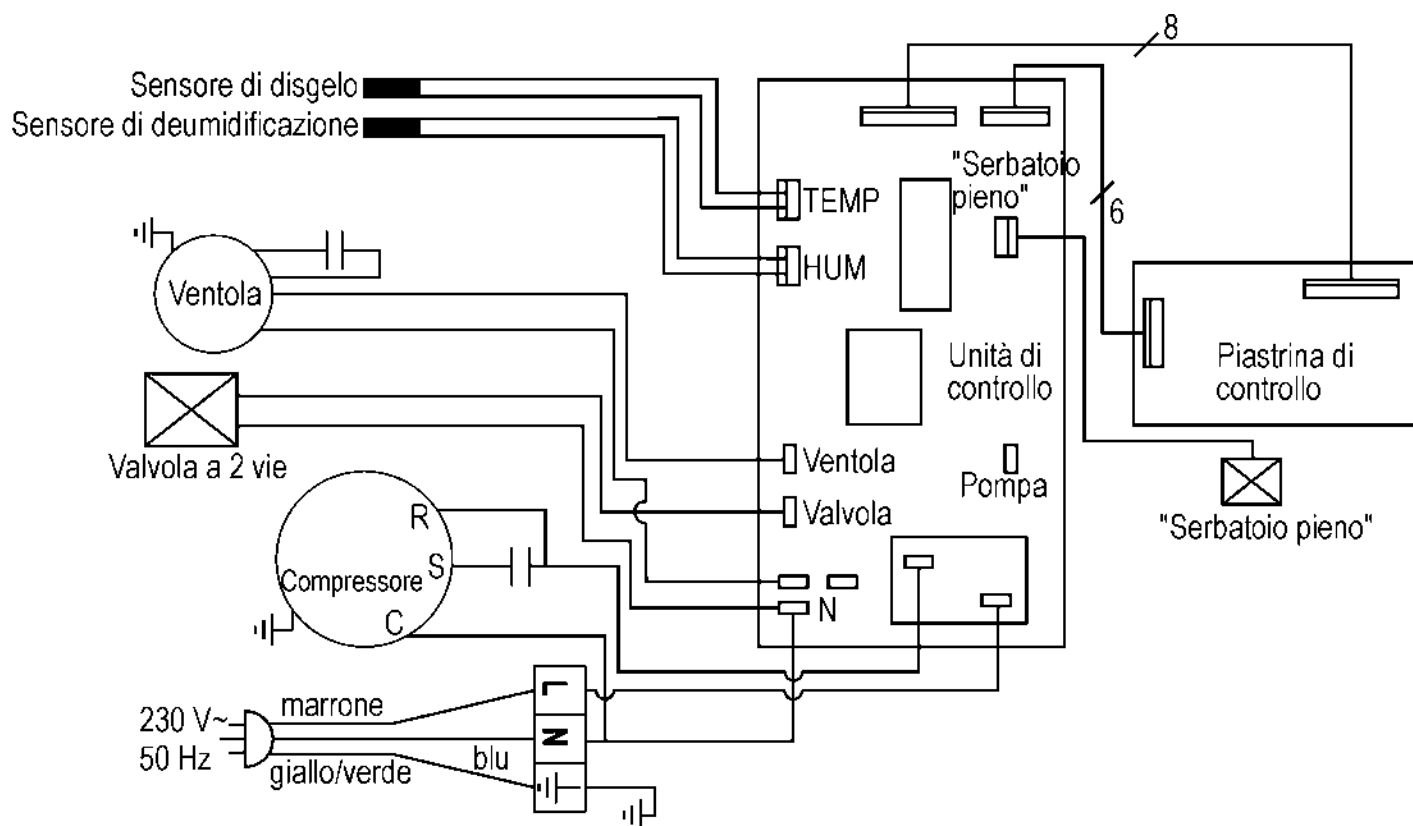 8
Sensore di disgelo
Sensore di deumidificazione
"Serbatoio
pieno"
TEMP
6
HUM
Ventola
Unità di
controllo
Piastrina di
controllo
Valvola a 2 vie
Ventola
Pompa
Valvola
"Serbatoio pieno"
R
S
Compressore
C
N
L
marrone
230 V~
50 Hz
N
blu
giallo/verde